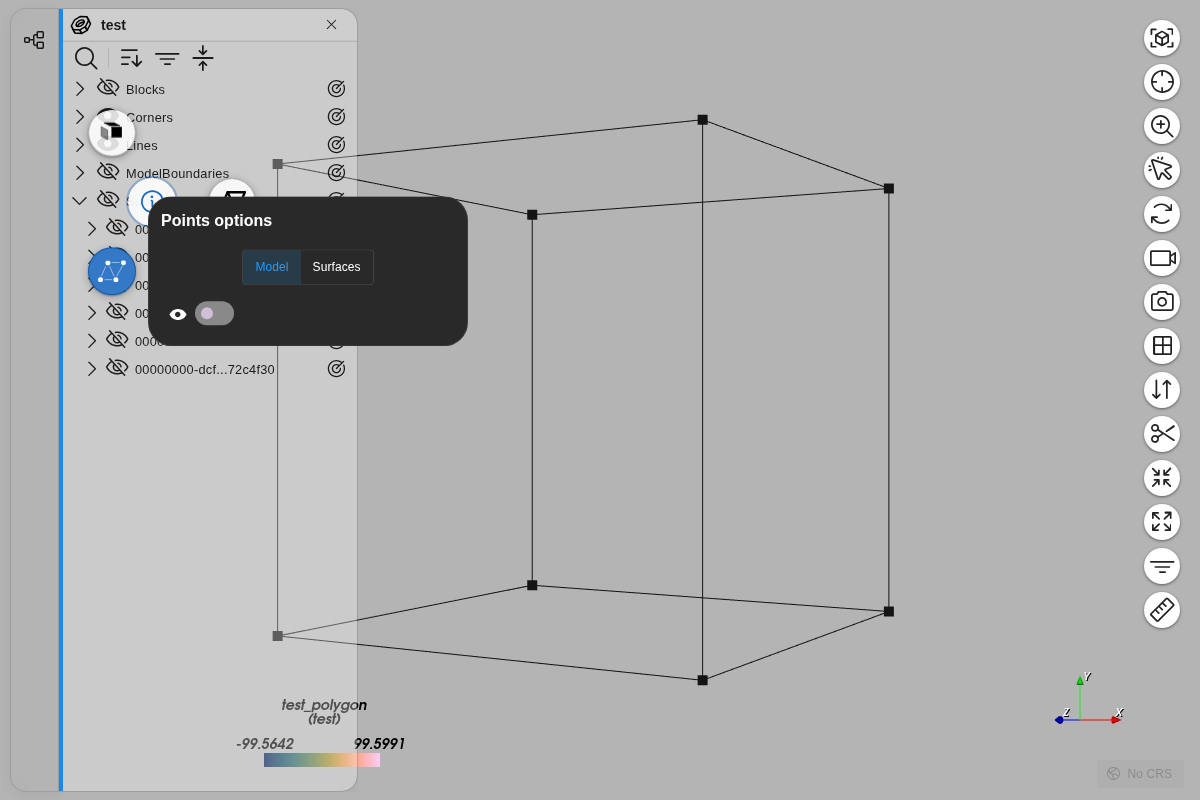 test
Blocks
Corners
Lines
ModelBoundaries
Points options
Model
Surfaces
00000000-dcf...72c4f30
test_polygon
(test)
-99.5642
99.5991
Y
Z
X
No CRS